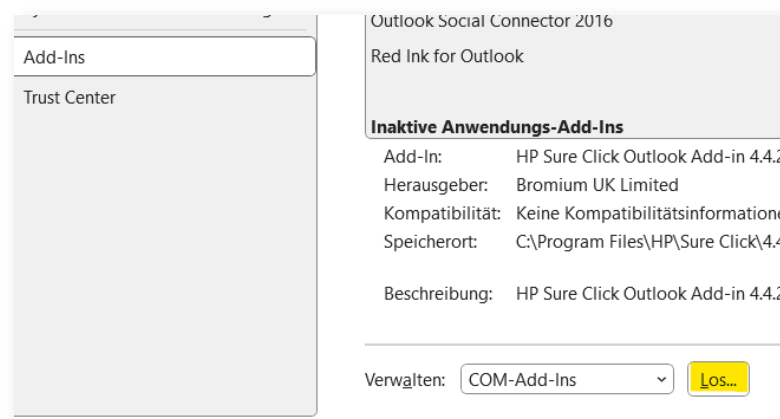 Outlook Social Connector 2016
Add-Ins
Red Ink for Outlook
Trust Center
Inaktive Anwendungs-Add-Ins
Add-In: HP Sure Click Outlook Add-in 4.4.2
Herausgeber: Bromium UK Limited
Kompatibilität: Keine Kompatibilitätsinformatione
Speicherort: C:\Program Files\HP\Sure Click\4.4
Beschreibung: HP Sure Click Outlook Add-in 4.4.2
Verwalten: COM-Add-Ins Los...